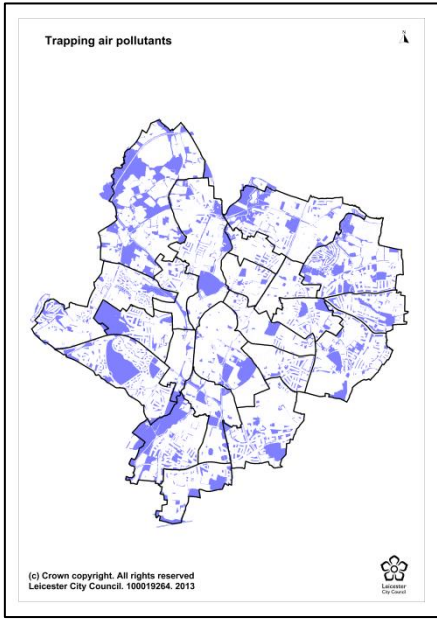 Trapping air pollutants
(c) Crown copyright. All rights reserved
Leicester City Council. 100019264. 2013
Leicester
City Council